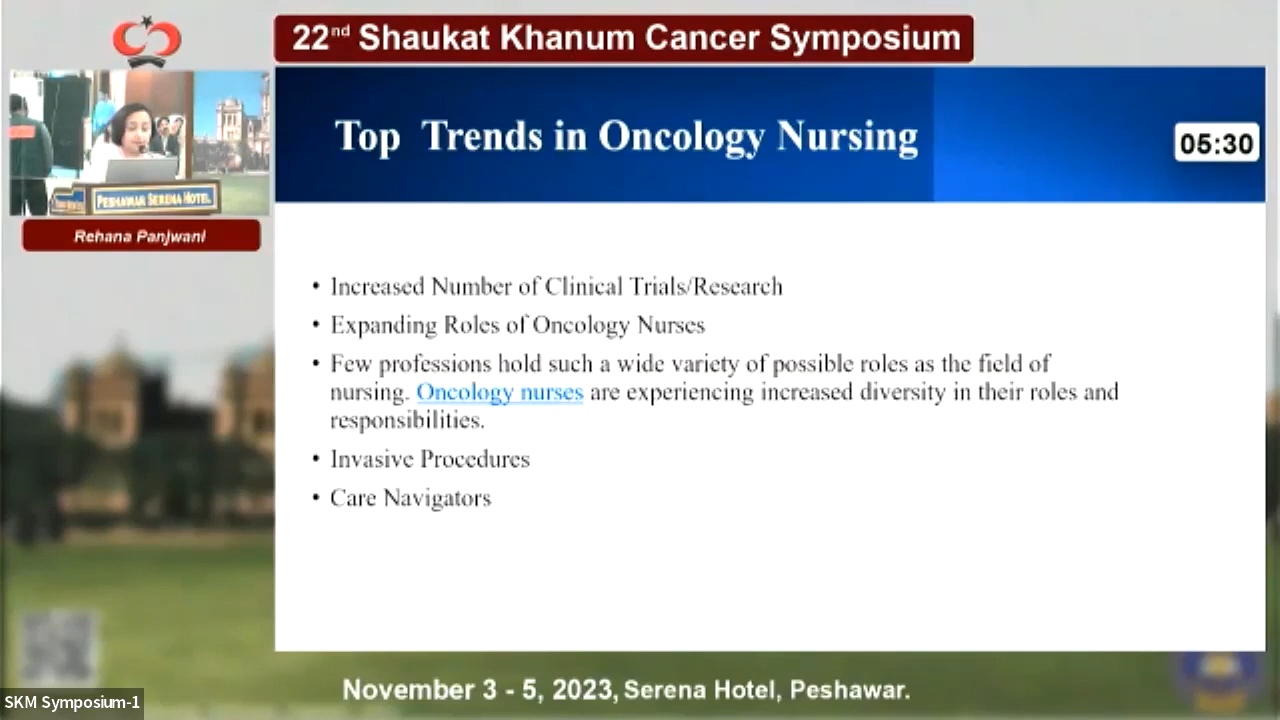 22nd Shaukat Khanum Cancer Symposium
Top Trends in Oncology Nursing
05:30
PESHAWAR SERENA HOTEL
Rehana Panjwani
• Increased Number of Clinical Trials/Research
• Expanding Roles of Oncology Nurses
• Few professions hold such a wide variety of possible roles as the field of
nursing. Oncology nurses are experiencing increased diversity in their roles and
responsibilities.
• Invasive Procedures
• Care Navigators
November 3 - 5, 2023, Serena Hotel, Peshawar.
SKM Symposium-1